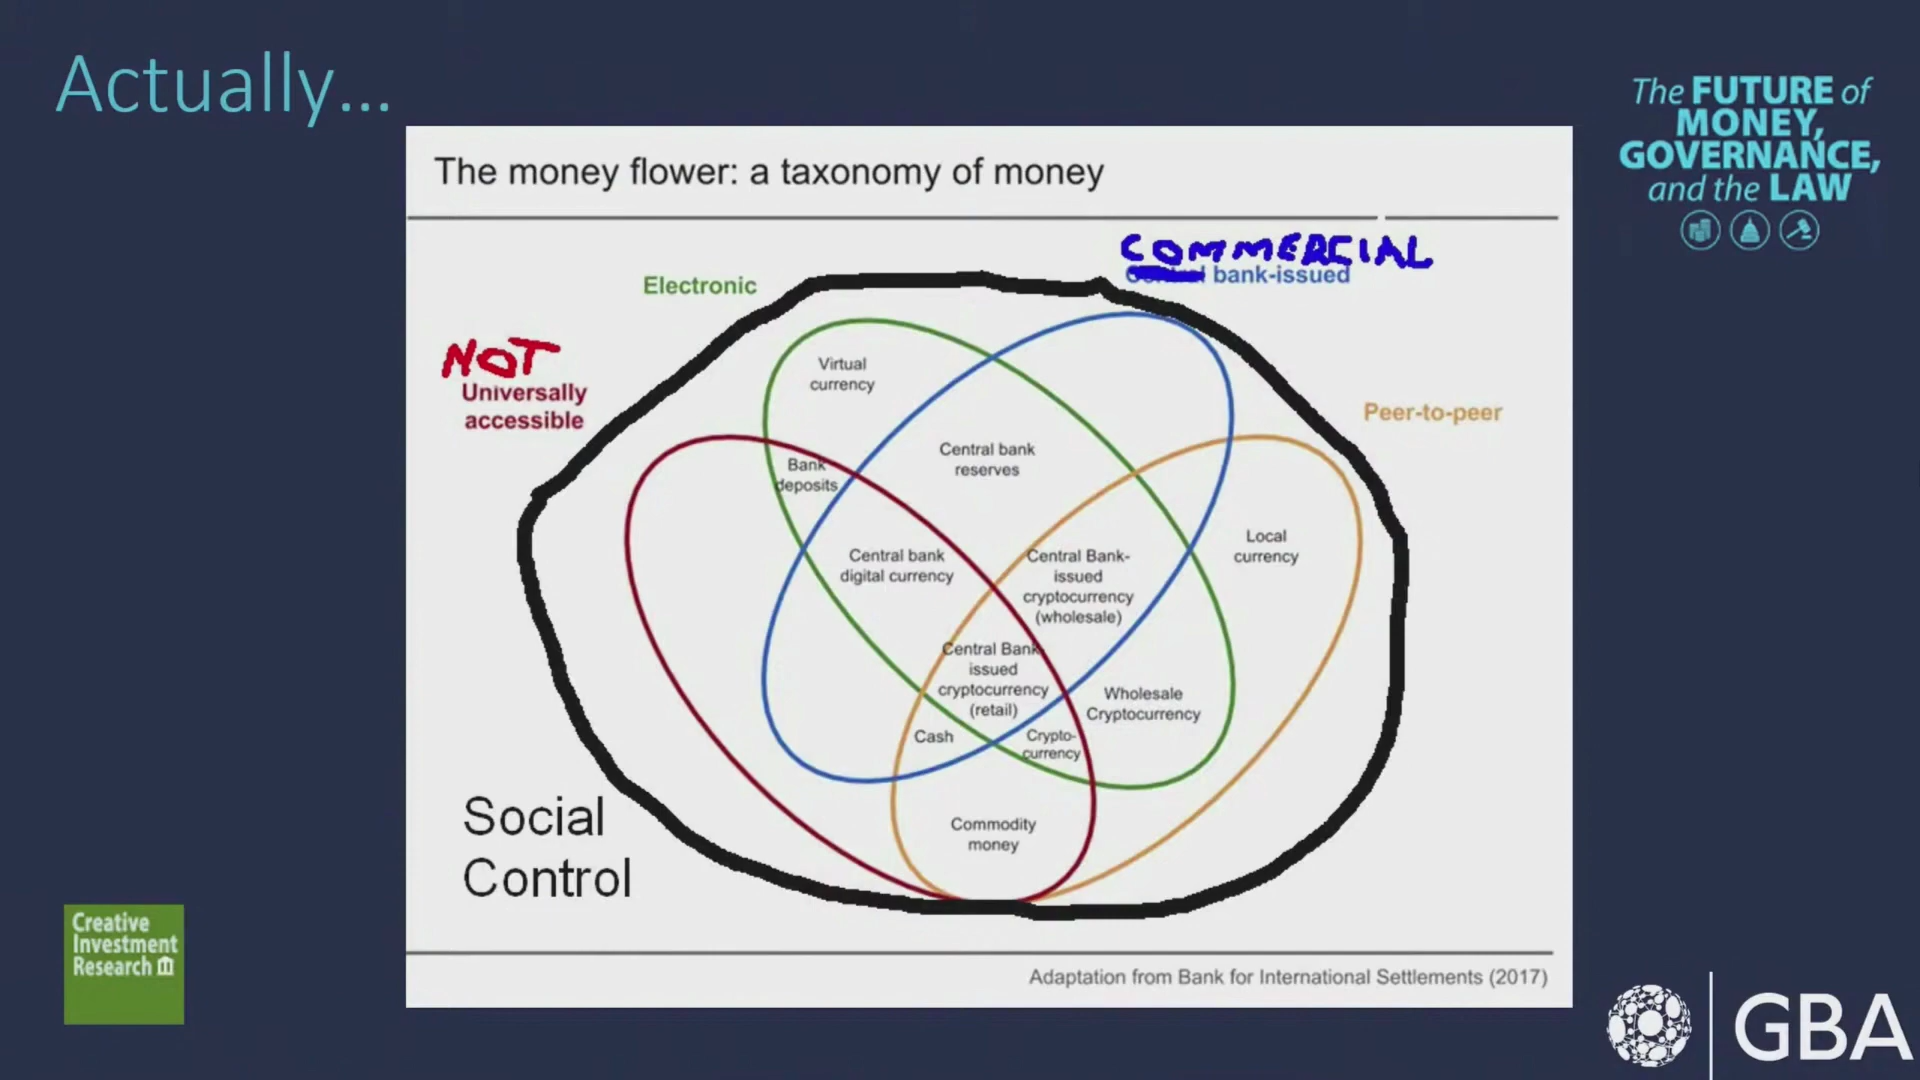 Actually...
The FUTURE of
MONEY,
GOVERNANCE,
and the LAW
The money flower: a taxonomy of money
COMMERCIAL
bank-issued
Electronic
NOT
Universally
accessible
Peer-to-peer
Virtual
currency
Central bank
reserves
Bank
deposits
Local
currency
Central bank
digital currency
Central Bank-
issued
cryptocurrency
(wholesale)
Central Bank
issued
cryptocurrency
(retail)
Wholesale
Cryptocurrency
Cash
Crypto-
currency
Commodity
money
Social
Control
Adaptation from Bank for International Settlements (2017)
Creative
Investment
Research
GBA